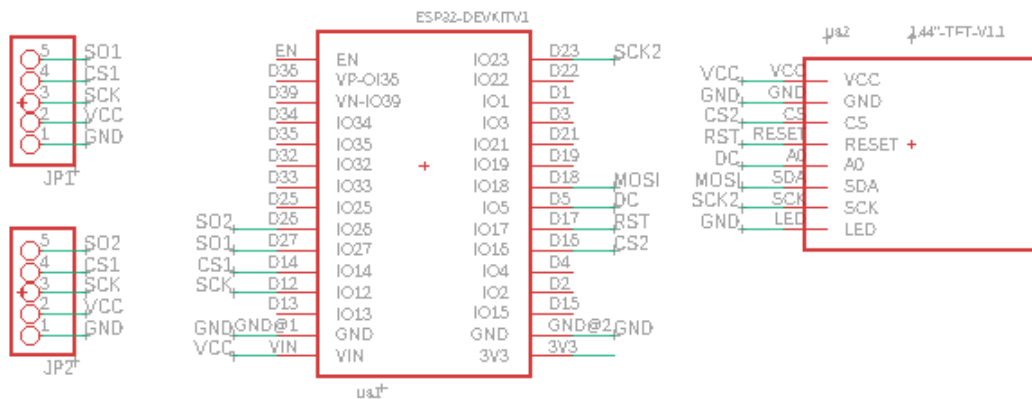 ESP32-DEVKITV1
5 SO1
4 CS1
3 SCK
2 VCC
1 GND
JP1
5 SO2
4 CS1
3 SCK
2 VCC
1 GND
JP2
EN EN IO23 D23 SCK2
D36 VP-OI36 IO22 D22
D39 VN-IO39 IO1 D1
D34 IO34 IO3 D3
D35 IO35 IO21 D21
D32 IO32 IO19 D19
D33 IO33 IO18 D18 MOSI
D25 IO25 IO5 D5 DC
SO2 D26 IO26 IO17 D17 RST
SO1 D27 IO27 IO16 D16 CS2
CS1 D14 IO14 IO4 D4
SCK D12 IO12 IO2 D2
D13 IO13 IO15 D15
GND GND@1 GND GND GND@2 GND
VCC VIN VIN 3V3 3V3
us1
us2 1.44"-TFT-V1.1
VCC VCC VCC
GND GND GND
CS2 CS CS
RST RESET RESET
DC A0 A0
MOSI SDA SDA
SCK2 SCK SCK
GND LED LED